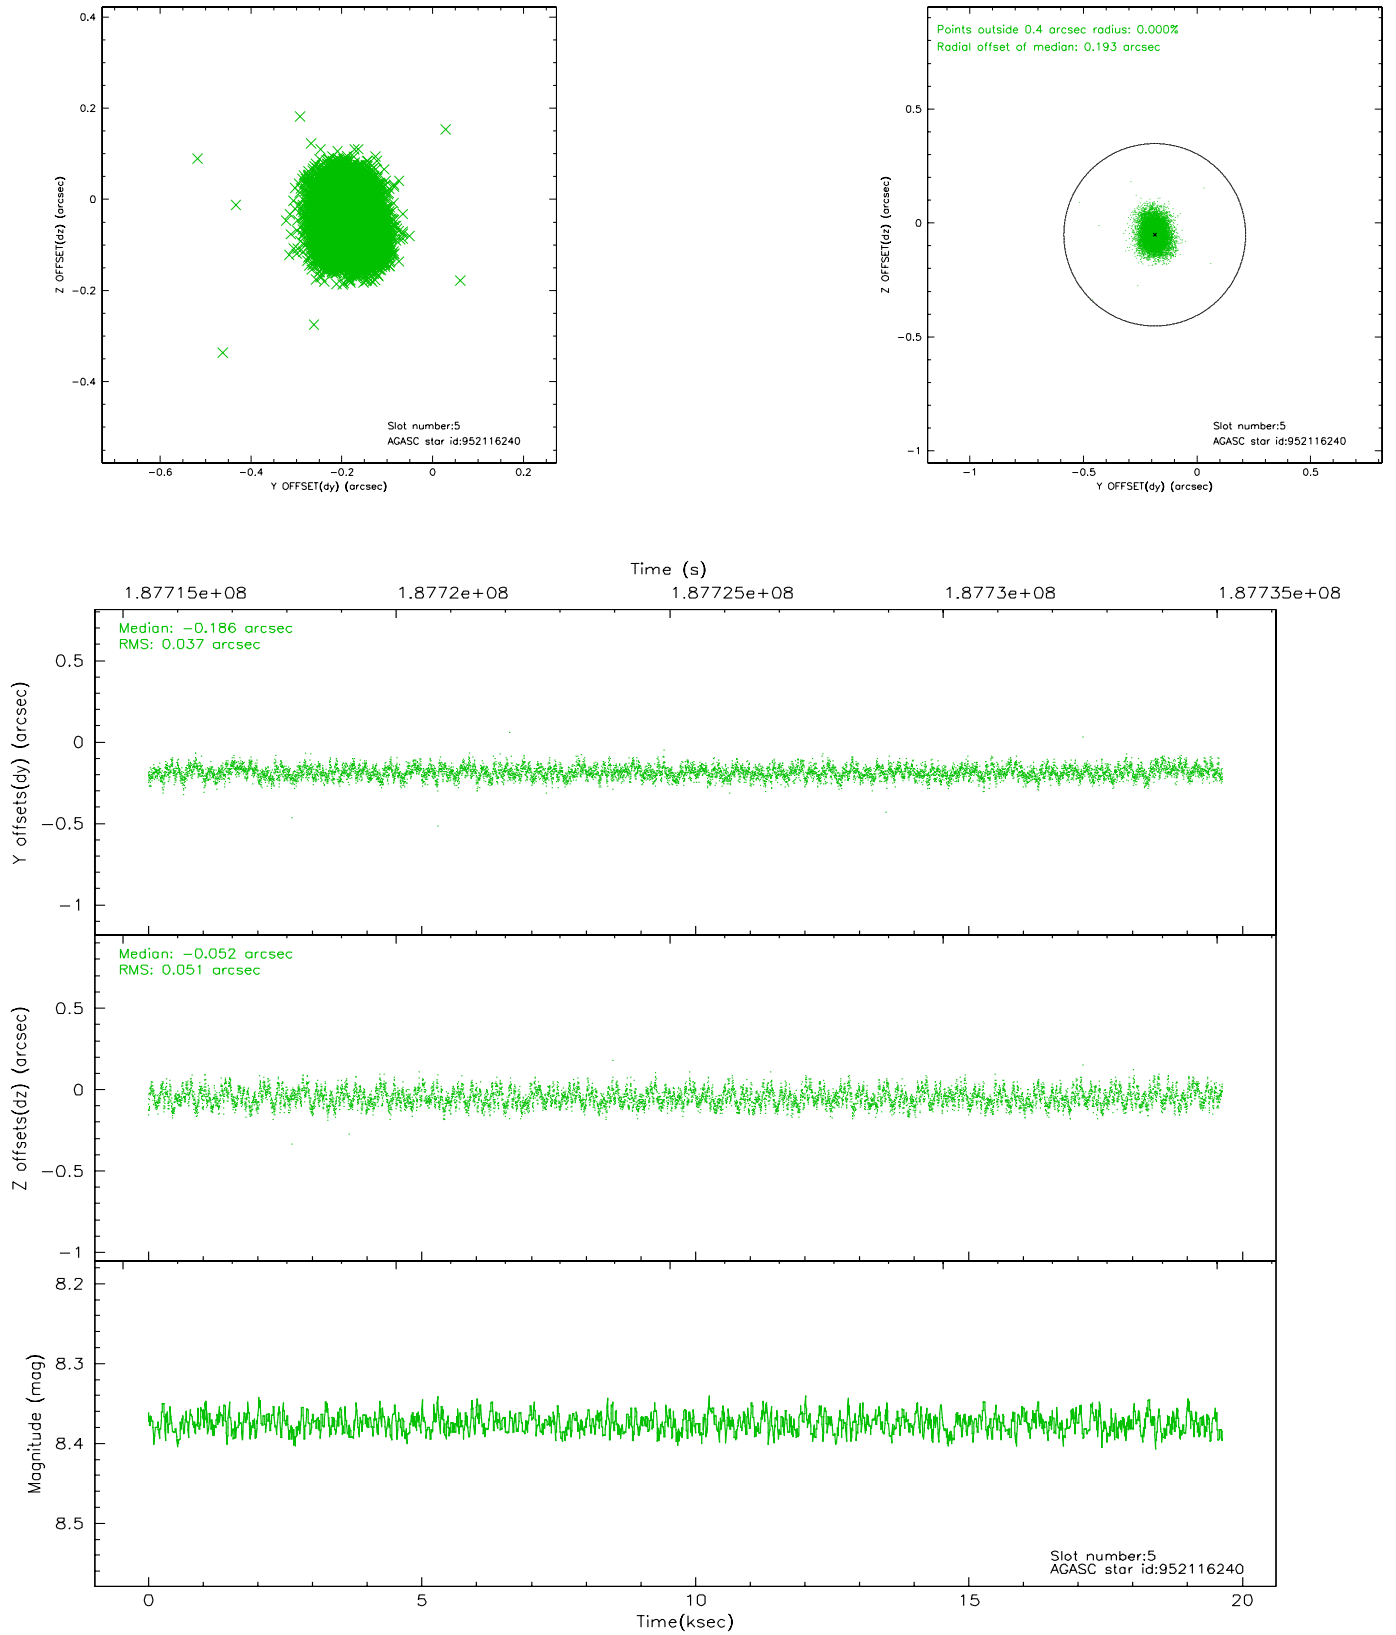 0.4
0.2
0
−0.2
−0.4
Z OFFSET(dz) (arcsec)
Slot number:5
AGASC star id:952116240
−0.6 −0.4 −0.2 0 0.2
Y OFFSET(dy) (arcsec)
Points outside 0.4 arcsec radius: 0.000%
Radial offset of median: 0.193 arcsec
0.5
0
−0.5
−1
Z OFFSET(dz) (arcsec)
Slot number:5
AGASC star id:952116240
−1 −0.5 0 0.5
Y OFFSET(dy) (arcsec)
Time (s)
1.87715e+08 1.8772e+08 1.87725e+08 1.8773e+08 1.87735e+08
Median: −0.186 arcsec
RMS: 0.037 arcsec
0.5
0
−0.5
−1
Y offsets(dy) (arcsec)
Median: −0.052 arcsec
RMS: 0.051 arcsec
0.5
0
−0.5
−1
Z offsets(dz) (arcsec)
8.2
8.3
8.4
8.5
Magnitude (mag)
Slot number:5
AGASC star id:952116240
0 5 10 15 20
Time(ksec)